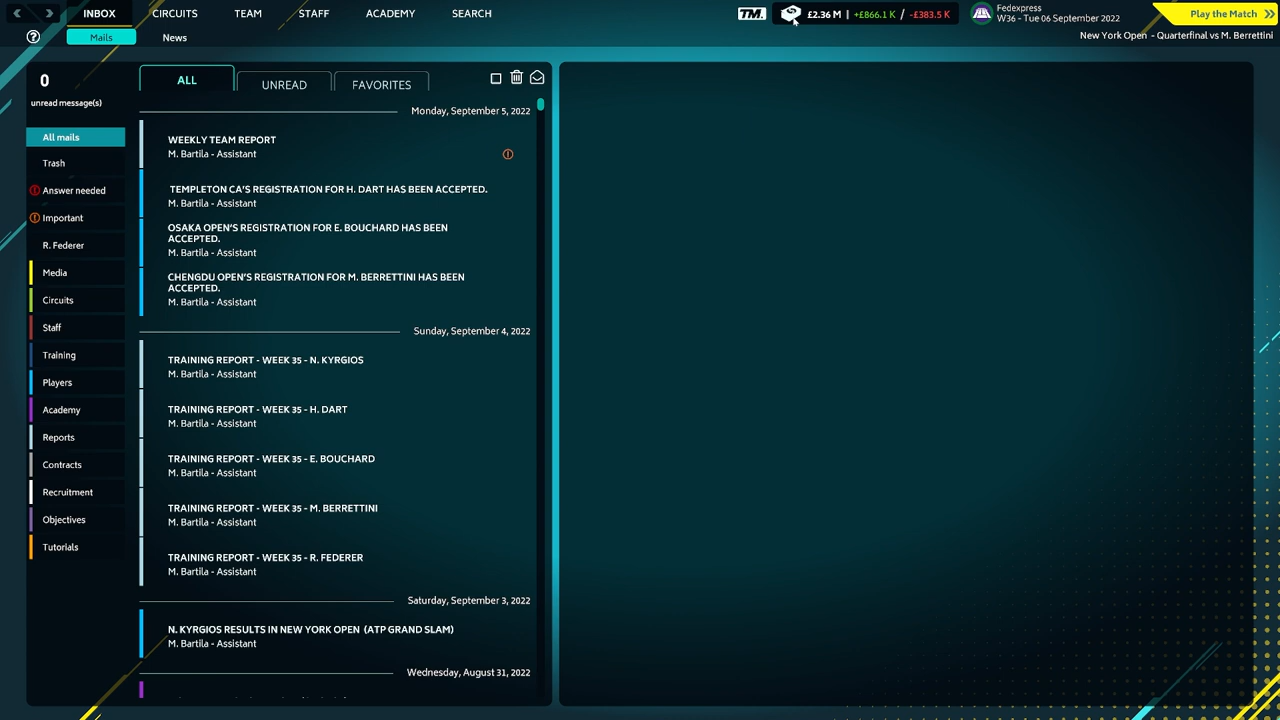 INBOX
CIRCUITS
TEAM
STAFF
ACADEMY
SEARCH
TM.
£2.36 M | +£866.1 K / -£383.5 K
Fedexpress
W36 - Tue 06 September 2022
Play the Match
Mails
News
New York Open - Quarterfinal vs M. Berrettini
0
unread message(s)
All mails
Trash
Answer needed
Important
R. Federer
Media
Circuits
Staff
Training
Players
Academy
Reports
Contracts
Recruitment
Objectives
Tutorials
ALL
UNREAD
FAVORITES
Monday, September 5, 2022
WEEKLY TEAM REPORT
M. Bartila - Assistant
TEMPLETON CA'S REGISTRATION FOR H. DART HAS BEEN ACCEPTED.
M. Bartila - Assistant
OSAKA OPEN'S REGISTRATION FOR E. BOUCHARD HAS BEEN
ACCEPTED.
M. Bartila - Assistant
CHENGDU OPEN'S REGISTRATION FOR M. BERRETTINI HAS BEEN
ACCEPTED.
M. Bartila - Assistant
Sunday, September 4, 2022
TRAINING REPORT - WEEK 35 - N. KYRGIOS
M. Bartila - Assistant
TRAINING REPORT - WEEK 35 - H. DART
M. Bartila - Assistant
TRAINING REPORT - WEEK 35 - E. BOUCHARD
M. Bartila - Assistant
TRAINING REPORT - WEEK 35 - M. BERRETTINI
M. Bartila - Assistant
TRAINING REPORT - WEEK 35 - R. FEDERER
M. Bartila - Assistant
Saturday, September 3, 2022
N. KYRGIOS RESULTS IN NEW YORK OPEN (ATP GRAND SLAM)
M. Bartila - Assistant
Wednesday, August 31, 2022